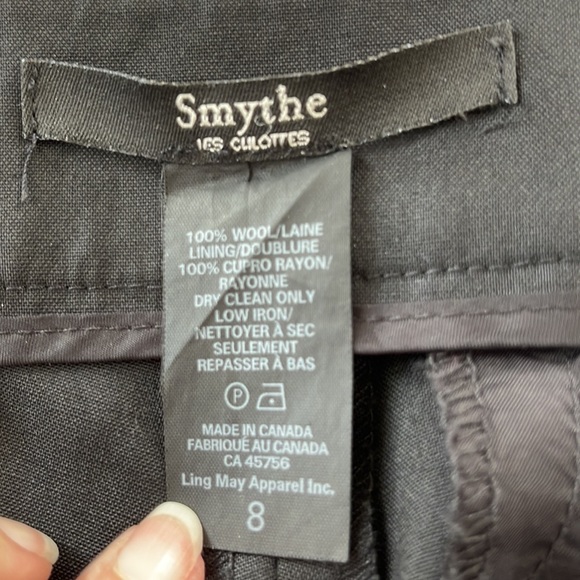 Smythe
LES CULOTTES
100% WOOL/LAINE
LINING/DOUBLURE
100% CUPRO RAYON/
RAYONNE
DRY CLEAN ONLY
LOW IRON/
NETTOYER À SEC
SEULEMENT
REPASSER À BAS
P
MADE IN CANADA
FABRIQUÉ AU CANADA
CA 45756
Ling May Apparel Inc.
8